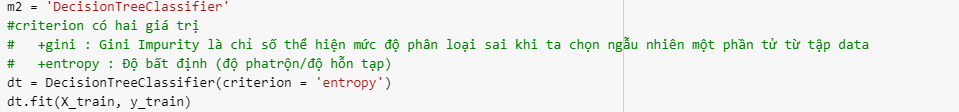 m2 = 'DecisionTreeClassifier'
#criterion có hai giá trị
#   +gini : Gini Impurity là chỉ số thể hiện mức độ phân loại sai khi ta chọn ngẫu nhiên một phần tử từ tập data
#   +entropy : Độ bất định (độ phatrộn/độ hỗn tạp)
dt = DecisionTreeClassifier(criterion = 'entropy')
dt.fit(X_train, y_train)